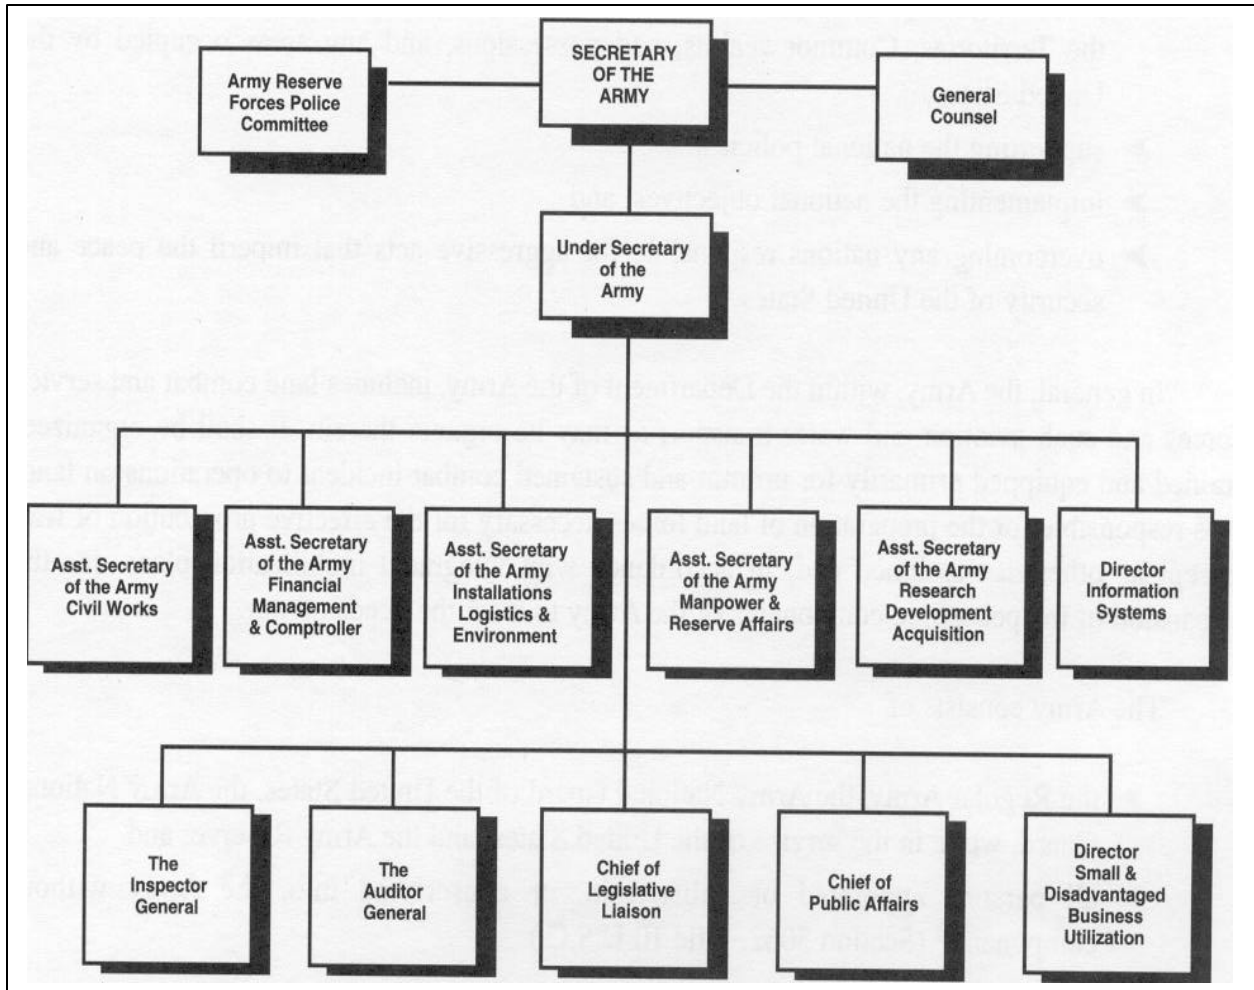 Army Reserve
Forces Policy
Committee
SECRETARY
OF THE
ARMY
General
Counsel
Under Secretary
of the
Army
Asst. Secretary
of the Army
Civil Works
Asst. Secretary
of the Army
Financial
Management
& Comptroller
Asst. Secretary
of the Army
Installations
Logistics &
Environment
Asst. Secretary
of the Army
Manpower &
Reserve Affairs
Asst. Secretary
of the Army
Research
Development
Acquisition
Director
Information
Systems
The
Inspector
General
The
Auditor
General
Chief of
Legislative
Liaison
Chief of
Public Affairs
Director
Small &
Disadvantaged
Business
Utilization